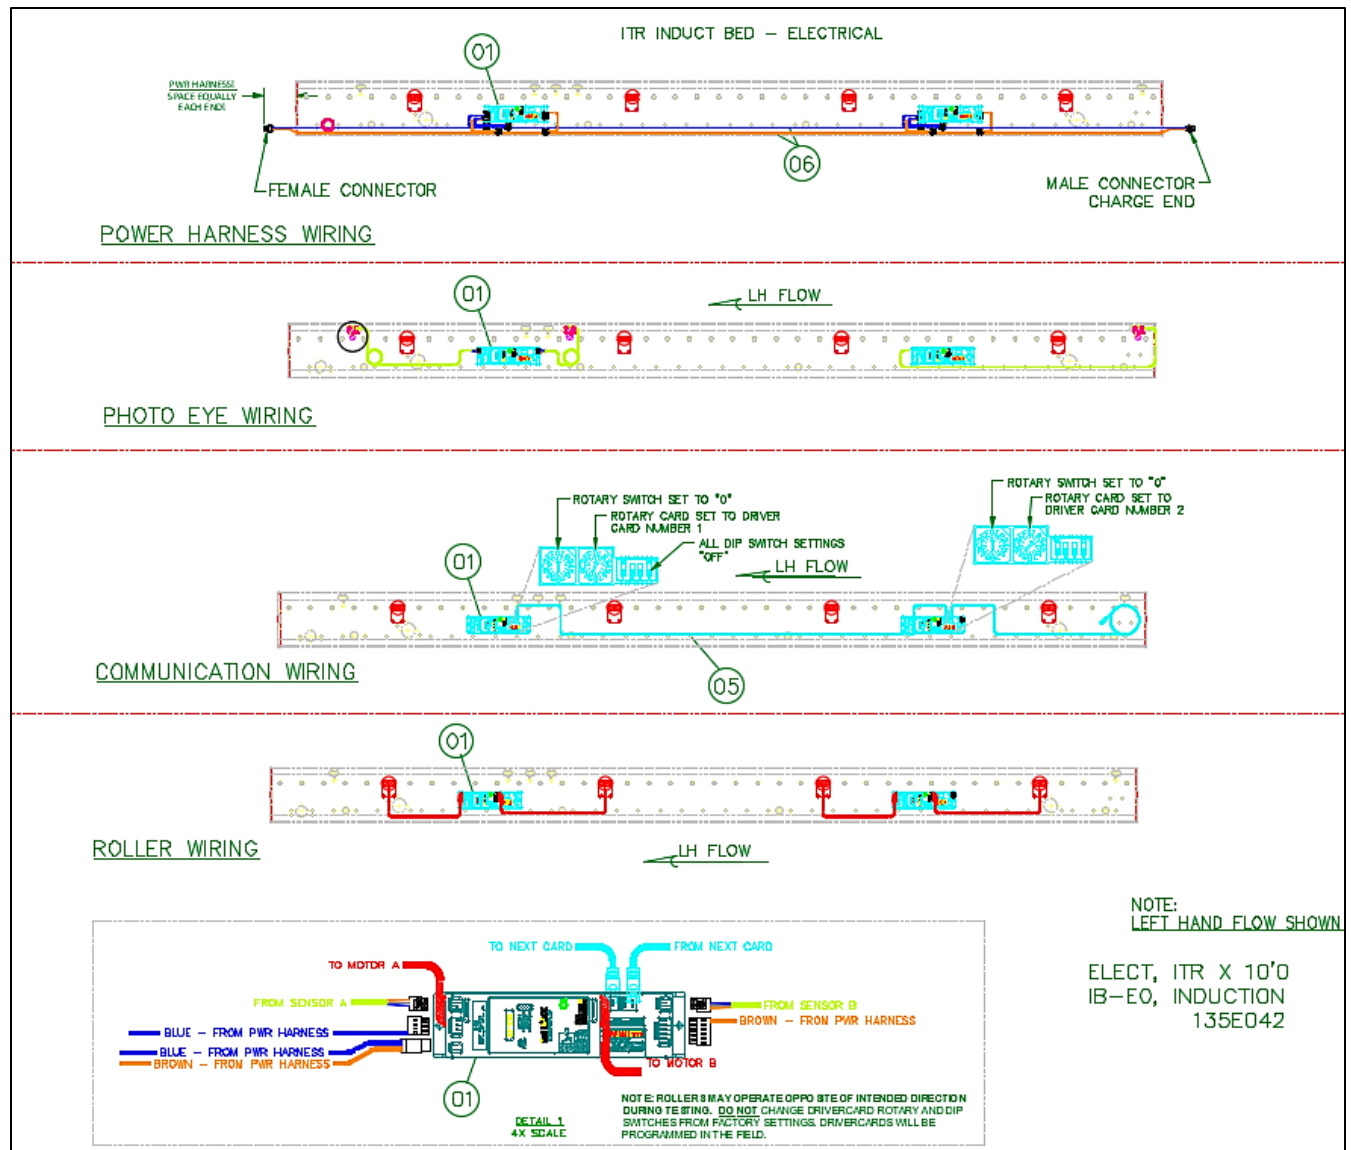 ITR INDUCT BED - ELECTRICAL
01
PWR HARNESS:
SPACE EQUALLY
EACH END!
06
FEMALE CONNECTOR
MALE CONNECTOR
CHARGE END
POWER HARNESS WIRING
01
LH FLOW
PHOTO EYE WIRING
ROTARY SWITCH SET TO "0"
ROTARY CARD SET TO DRIVER
CARD NUMBER 1
ALL DIP SWITCH SETTINGS
"OFF"
ROTARY SWITCH SET TO "0"
ROTARY CARD SET TO
DRIVER CARD NUMBER 2
01
LH FLOW
COMMUNICATION WIRING
05
01
ROLLER WIRING
LH FLOW
NOTE:
LEFT HAND FLOW SHOWN
ELECT, ITR X 10'0
IB-EO, INDUCTION
135E042
TO NEXT CARD
FROM NEXT CARD
TO MOTOR A
FROM SENSOR A
FROM SENSOR B
BLUE - FROM PWR HARNESS
BROWN - FROM PWR HARNESS
BLUE - FROM PWR HARNESS
BROWN - FROM PWR HARNESS
TO MOTOR B
01
DETAIL 1
4X SCALE
NOTE: ROLLERS MAY OPERATE OPPOSITE OF INTENDED DIRECTION
DURING TESTING. DO NOT CHANGE DRIVERCARD ROTARY AND DIP
SWITCHES FROM FACTORY SETTINGS. DRIVERCARDS WILL BE
PROGRAMMED IN THE FIELD.